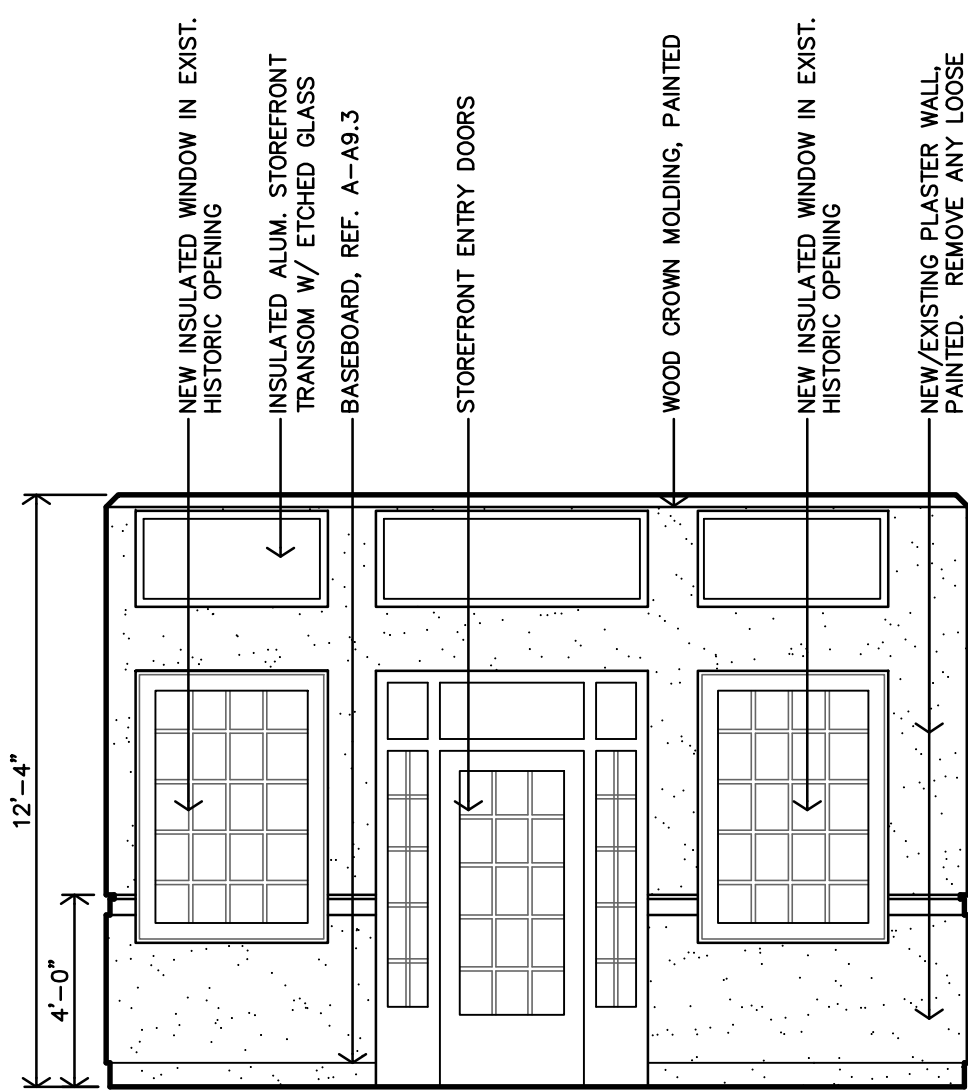 NEW INSULATED WINDOW IN EXIST.
HISTORIC OPENING
INSULATED ALUM. STOREFRONT
TRANSOM W/ ETCHED GLASS
BASEBOARD, REF. A-A9.3
STOREFRONT ENTRY DOORS
WOOD CROWN MOLDING, PAINTED
NEW INSULATED WINDOW IN EXIST.
HISTORIC OPENING
NEW/EXISTING PLASTER WALL,
PAINTED. REMOVE ANY LOOSE
12'-4"
4'-0"